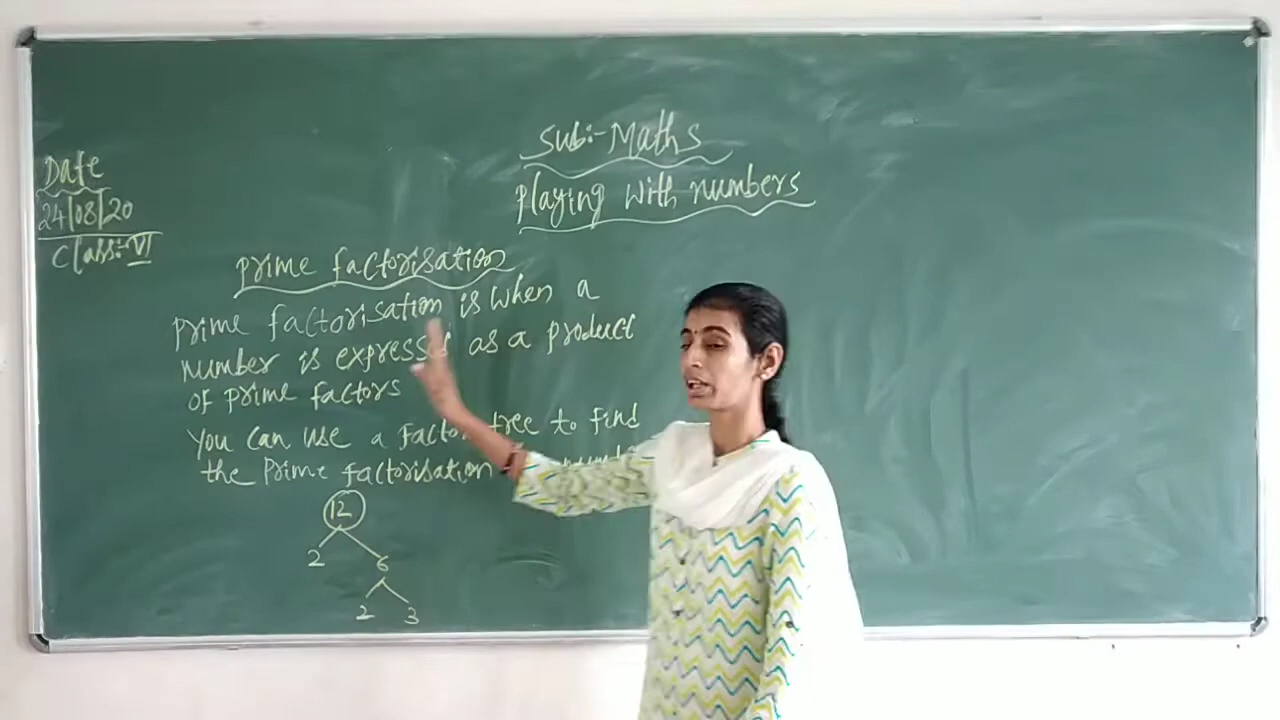 Sub:- Maths
Playing with numbers
Date
24/08/20
Class:- VI
Prime factorisation
Prime factorisation is when a
number is expressed as a product
of prime factors
You can use a factor tree to find
the Prime factorisation
12
2 6
2 3